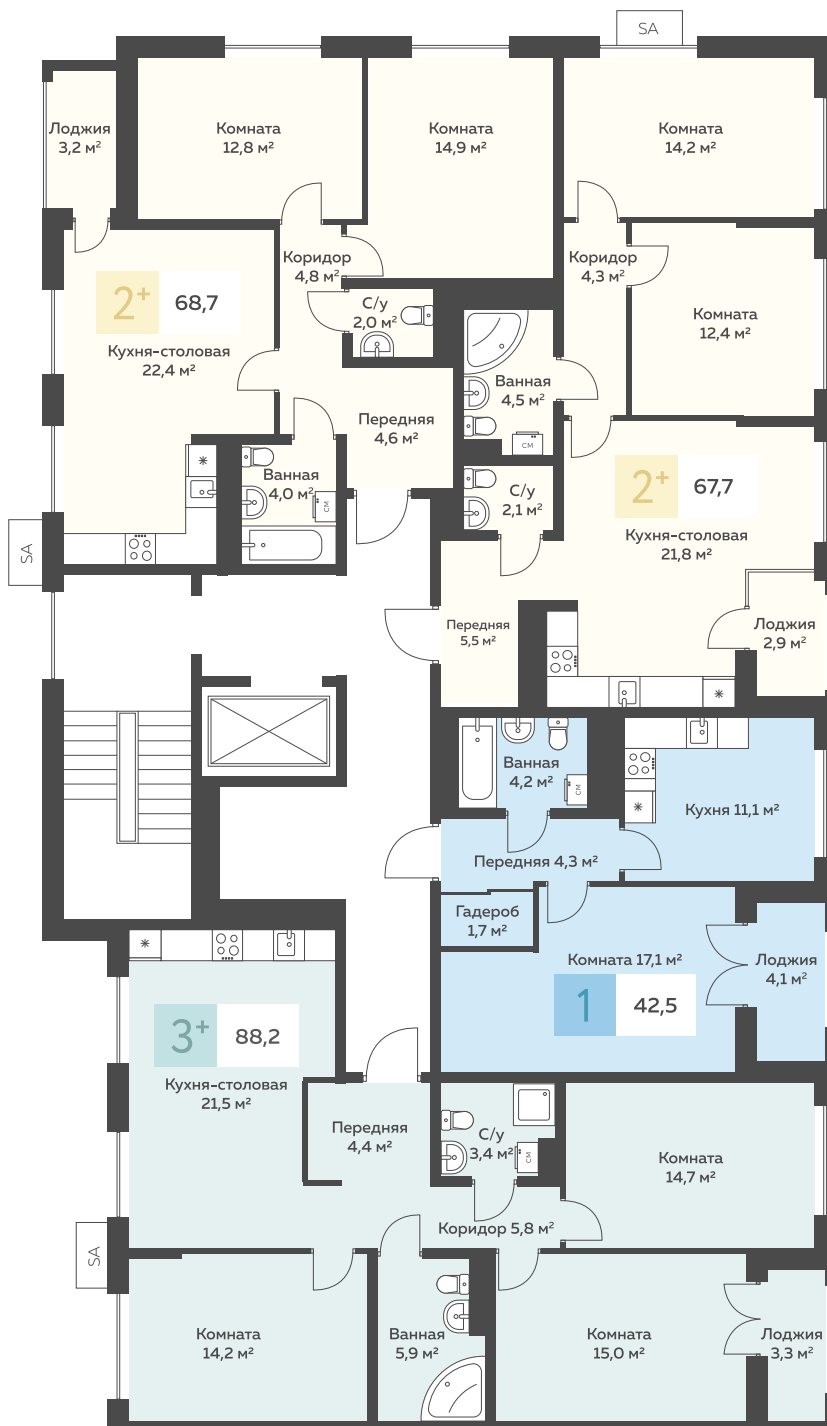 SA
Лоджия
3,2 м²
Комната
12,8 м²
Комната
14,9 м²
Комната
14,2 м²
Коридор
4,8 м²
Коридор
4,3 м²
2+ 68,7
Кухня-столовая
22,4 м²
С/у
2,0 м²
Комната
12,4 м²
Ванная
4,5 м²
Передняя
4,6 м²
СМ
Ванная
4,0 м²
СМ
С/у
2,1 м²
2+ 67,7
Кухня-столовая
21,8 м²
SA
Передняя
5,5 м²
Лоджия
2,9 м²
Ванная
4,2 м²
СМ
Кухня 11,1 м²
Передняя 4,3 м²
Гадероб
1,7 м²
Комната 17,1 м²
Лоджия
4,1 м²
1 42,5
3+ 88,2
Кухня-столовая
21,5 м²
Передняя
4,4 м²
С/у
3,4 м²
СМ
Комната
14,7 м²
Коридор 5,8 м²
SA
Комната
14,2 м²
Ванная
5,9 м²
Комната
15,0 м²
Лоджия
3,3 м²